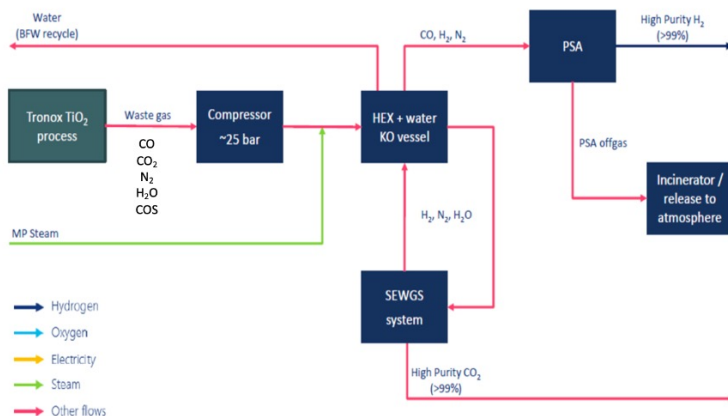 Water
(BFW recycle)
CO, H₂, N₂
PSA
High Purity H₂
(>99%)
Tronox TiO₂
process
Waste gas
CO
CO₂
N₂
H₂O
COS
Compressor
~25 bar
HEX + water
KO vessel
PSA offgas
Incinerator /
release to
atmosphere
MP Steam
H₂, N₂, H₂O
SEWGS
system
High Purity CO₂
(>99%)
Hydrogen
Oxygen
Electricity
Steam
Other flows